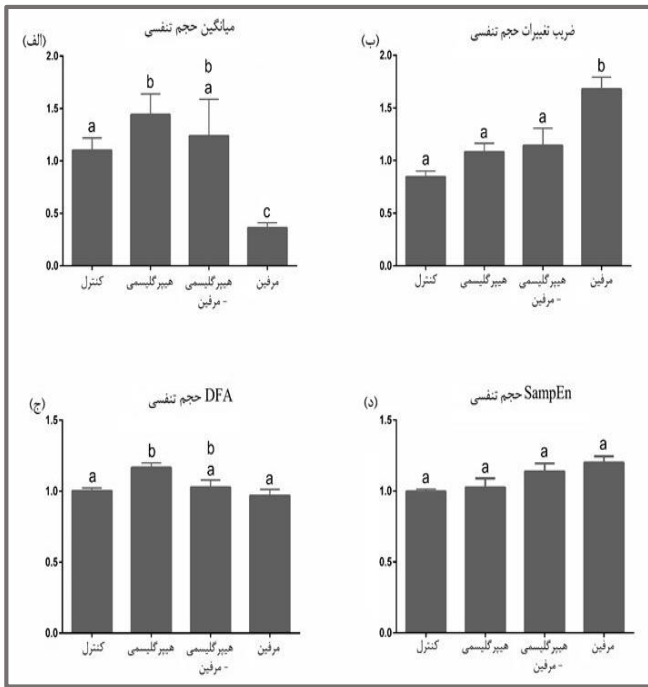 (الف)
میانگین حجم تنفسی
2.0
1.5
1.0
0.5
0.0
a
b
b
a
c
کنترل
هیپرگلیسمی
هیپرگلیسمی
- مرفین
مرفین
(ب)
ضریب تغییرات حجم تنفسی
2.0
1.5
1.0
0.5
0.0
a
a
a
b
کنترل
هیپرگلیسمی
هیپرگلیسمی
- مرفین
مرفین
(ج)
DFA حجم تنفسی
1.5
1.0
0.5
0.0
a
b
b
a
a
کنترل
هیپرگلیسمی
هیپرگلیسمی
- مرفین
مرفین
(د)
SampEn حجم تنفسی
1.5
1.0
0.5
0.0
a
a
a
a
کنترل
هیپرگلیسمی
هیپرگلیسمی
- مرفین
مرفین